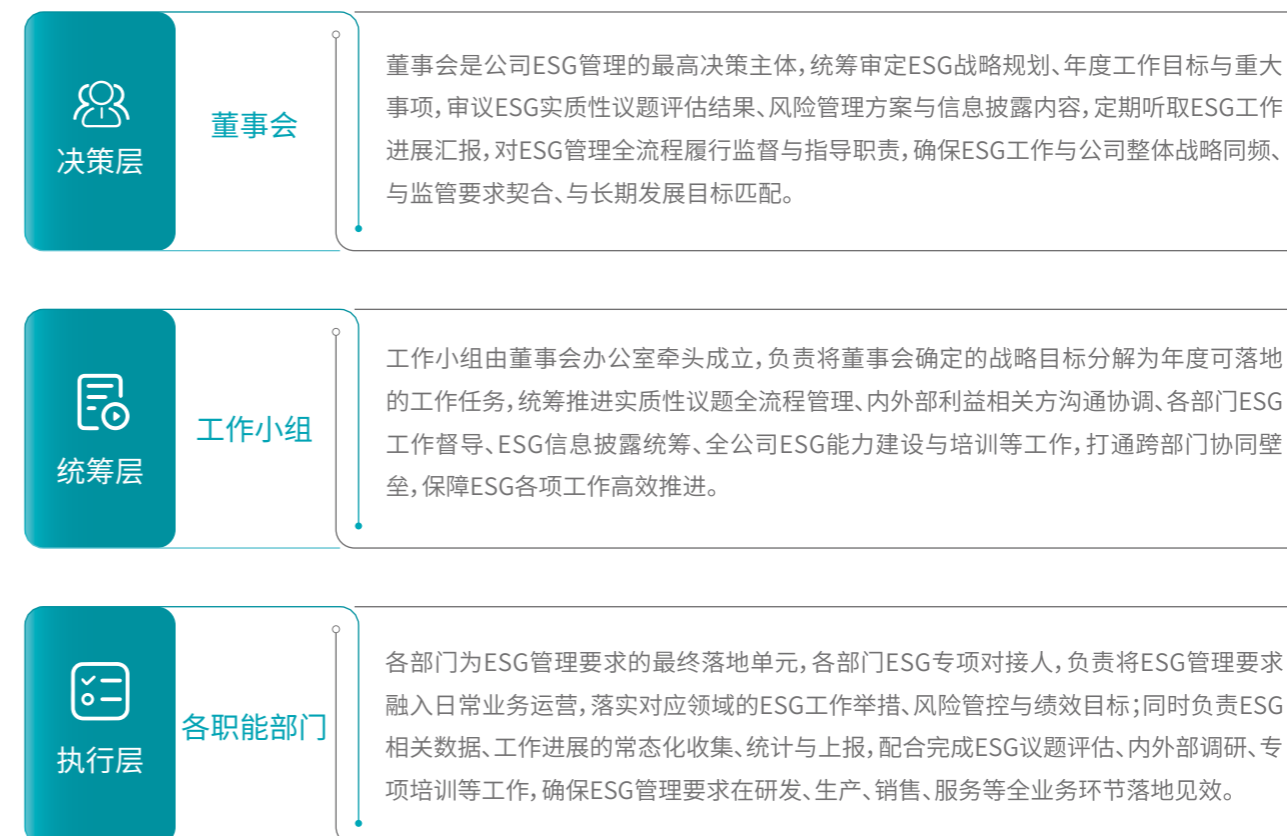 决策层
董事会
董事会是公司ESG管理的最高决策主体，统筹审定ESG战略规划、年度工作目标与重大
事项，审议ESG实质性议题评估结果、风险管理方案与信息披露内容，定期听取ESG工作
进展汇报，对ESG管理全流程履行监督与指导职责，确保ESG工作与公司整体战略同频、
与监管要求契合、与长期发展目标匹配。
统筹层
工作小组
工作小组由董事会办公室牵头成立，负责将董事会确定的战略目标分解为年度可落地
的工作任务，统筹推进实质性议题全流程管理、内外部利益相关方沟通协调、各部门ESG
工作督导、ESG信息披露统筹、全公司ESG能力建设与培训等工作，打通跨部门协同壁
垒，保障ESG各项工作高效推进。
执行层
各职能部门
各部门为ESG管理要求的最终落地单元，各部门ESG专项对接人，负责将ESG管理要求
融入日常业务运营，落实对应领域的ESG工作举措、风险管控与绩效目标；同时负责ESG
相关数据、工作进展的常态化收集、统计与上报，配合完成ESG议题评估、内外部调研、专
项培训等工作，确保ESG管理要求在研发、生产、销售、服务等全业务环节落地见效。